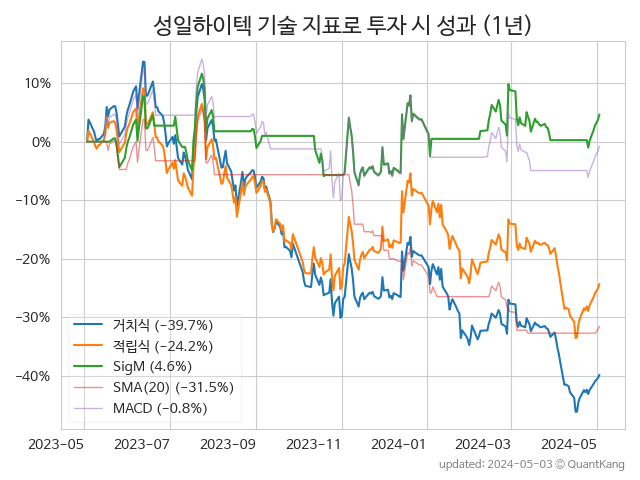 성일하이텍 기술 지표로 투자 시 성과 (1년)
10%
0%
−10%
−20%
−30%
−40%
거치식 (−39.7%)
적립식 (−24.2%)
SigM (4.6%)
SMA(20) (−31.5%)
MACD (−0.8%)
2023-05 2023-07 2023-09 2023-11 2024-01 2024-03 2024-05
updated: 2024-05-03 © QuantKang